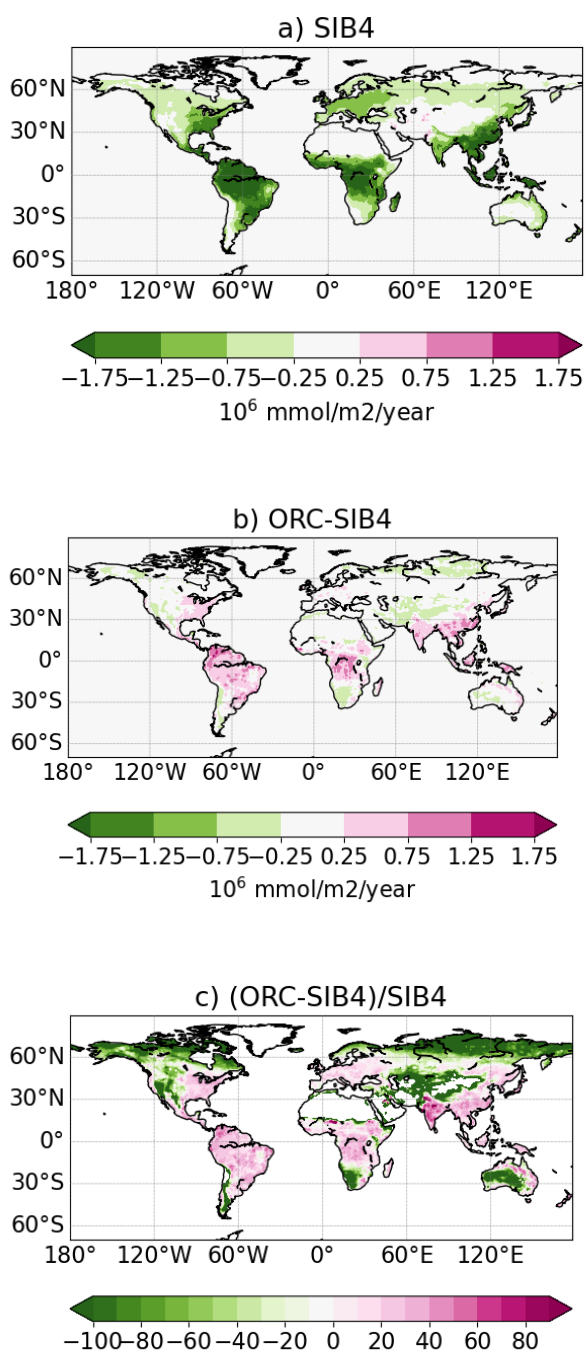 a) SIB4
60°N
30°N
0°
30°S
60°S
180° 120°W 60°W 0° 60°E 120°E
−1.75 −1.25 −0.75 −0.25 0.25 0.75 1.25 1.75
10⁶ mmol/m2/year
b) ORC-SIB4
60°N
30°N
0°
30°S
60°S
180° 120°W 60°W 0° 60°E 120°E
−1.75 −1.25 −0.75 −0.25 0.25 0.75 1.25 1.75
10⁶ mmol/m2/year
c) (ORC-SIB4)/SIB4
60°N
30°N
0°
30°S
60°S
180° 120°W 60°W 0° 60°E 120°E
−100 −80 −60 −40 −20 0 20 40 60 80